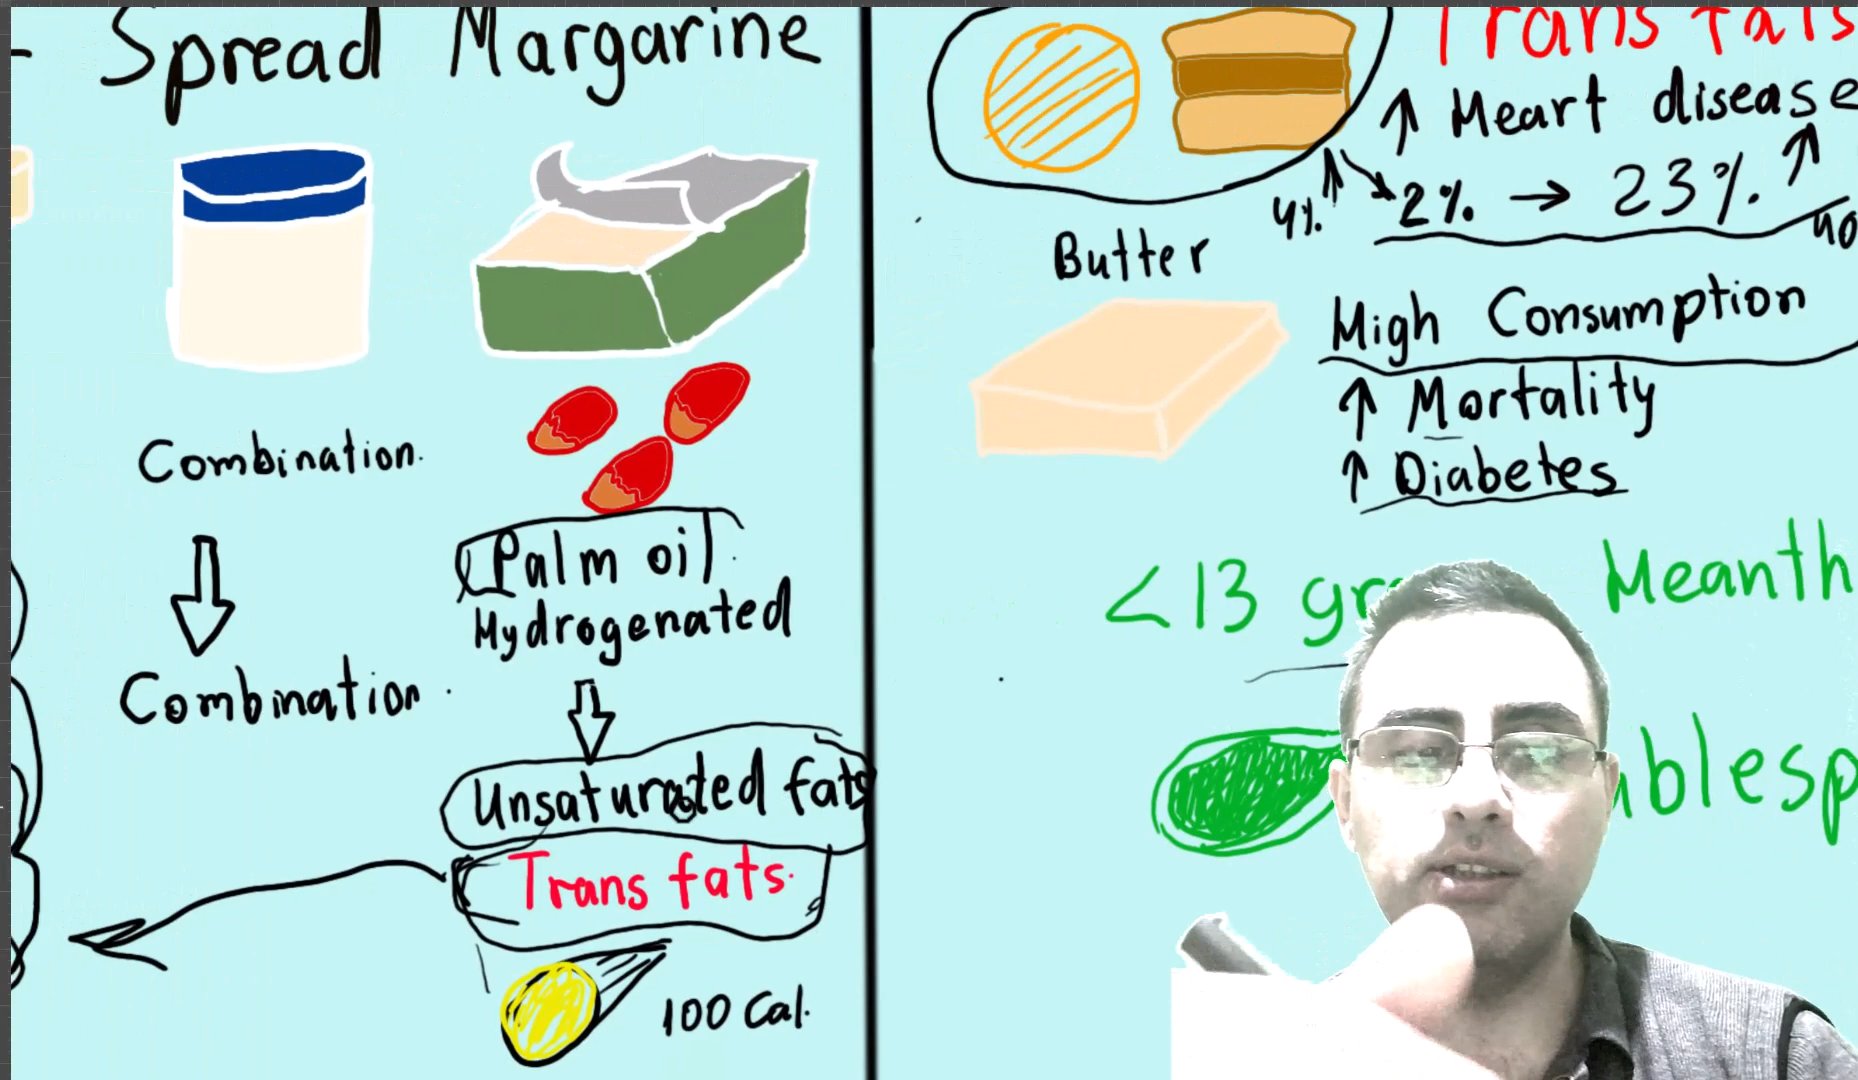 Spread Margarine
Combination.
Combination.
Palm oil.
Hydrogenated
Unsaturated fats
Trans fats.
100 Cal.
Trans fats
↑ Heart disease
4% ↑ 2% → 23% ↑
Butter
High Consumption
↑ Mortality
↑ Diabetes
<13 gr